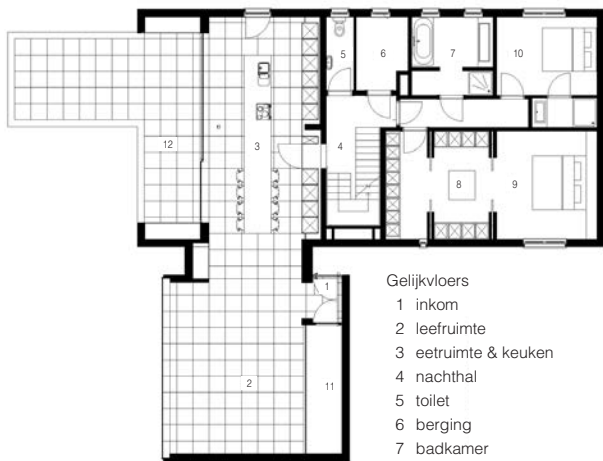 5
6
7
10
12
3
4
8
9
1
2
11
Gelijkvloers
1 inkom
2 leefruimte
3 eetruimte & keuken
4 nachthal
5 toilet
6 berging
7 badkamer